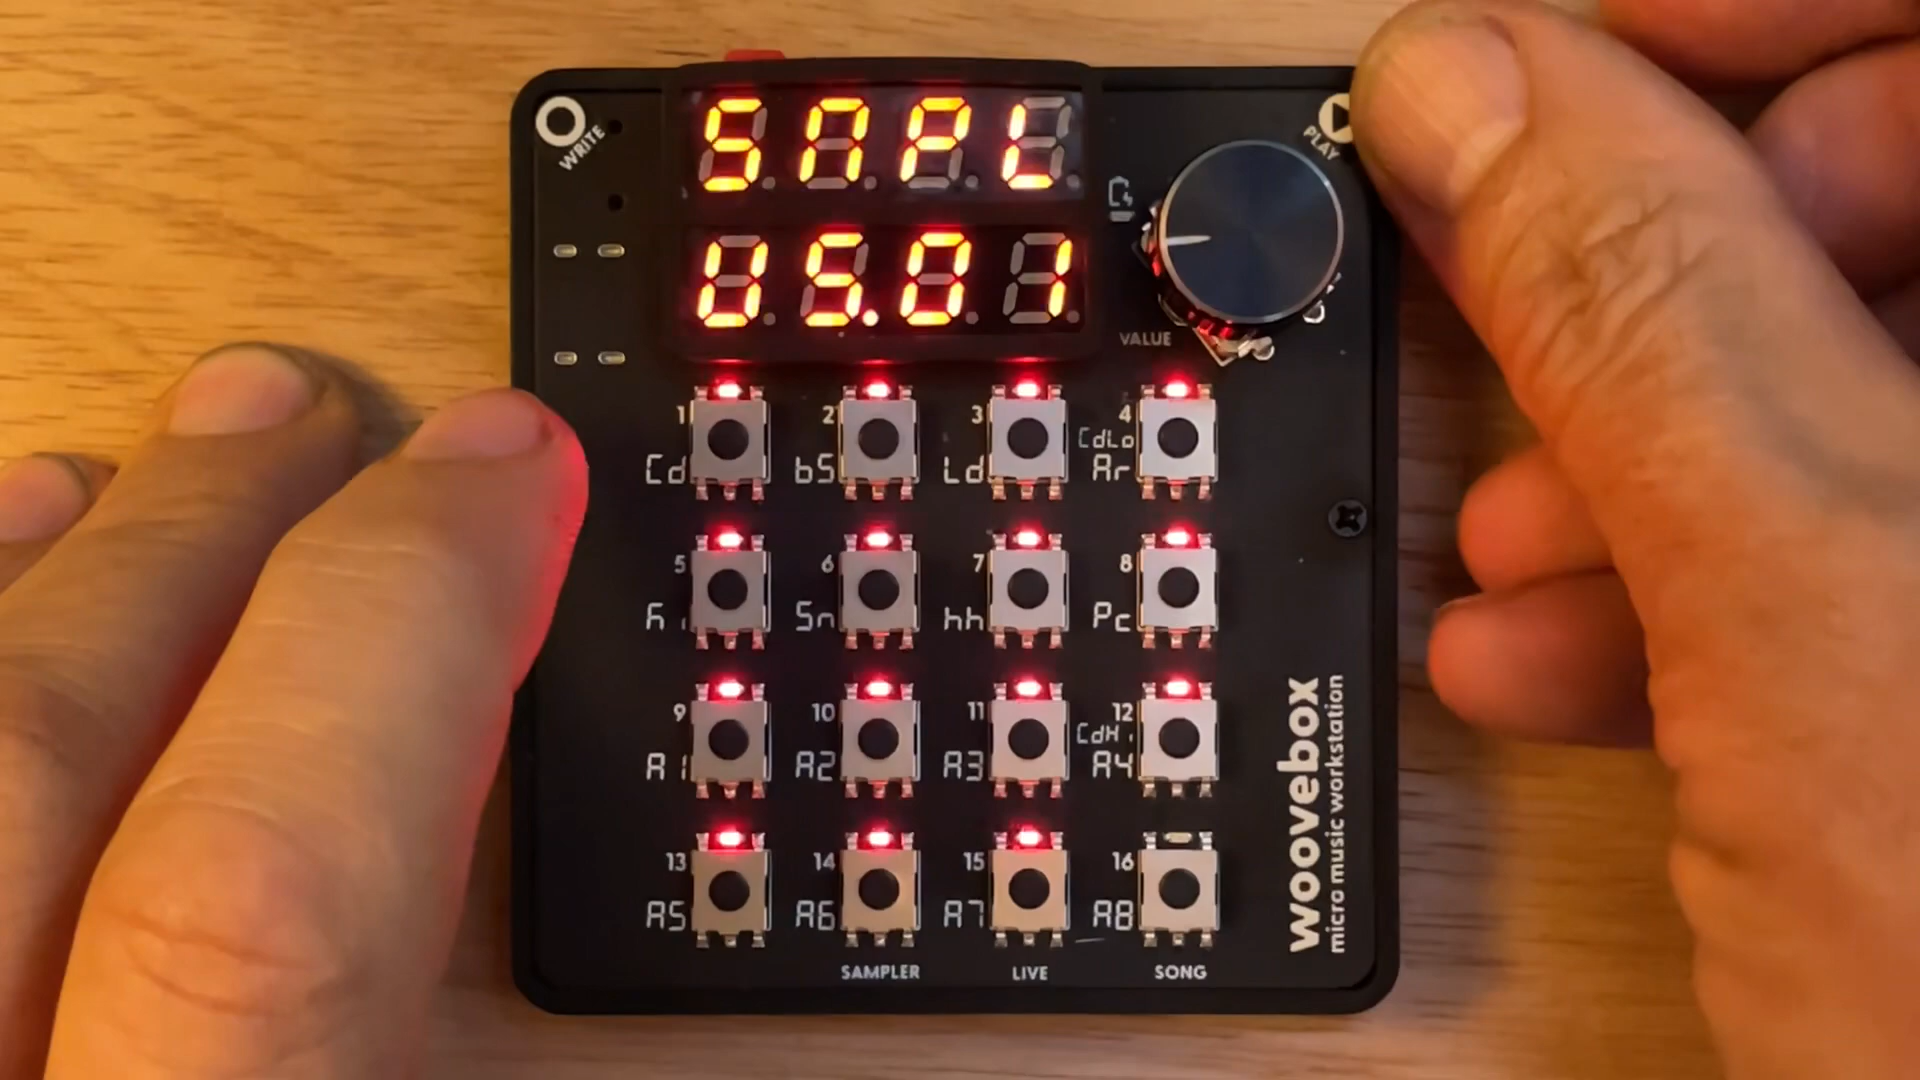 WRITE
SMPL
US.01
PLAY
VALUE
1 2 3 4
CdLo
Cd bS Ld Ar
5 6 7 8
Sn hh Pc
9 10 11 12
CdHi
A1 A2 A3 A4
13 14 15 16
A5 A6 A7 A8
SAMPLER LIVE SONG
woovebox
micro music workstation